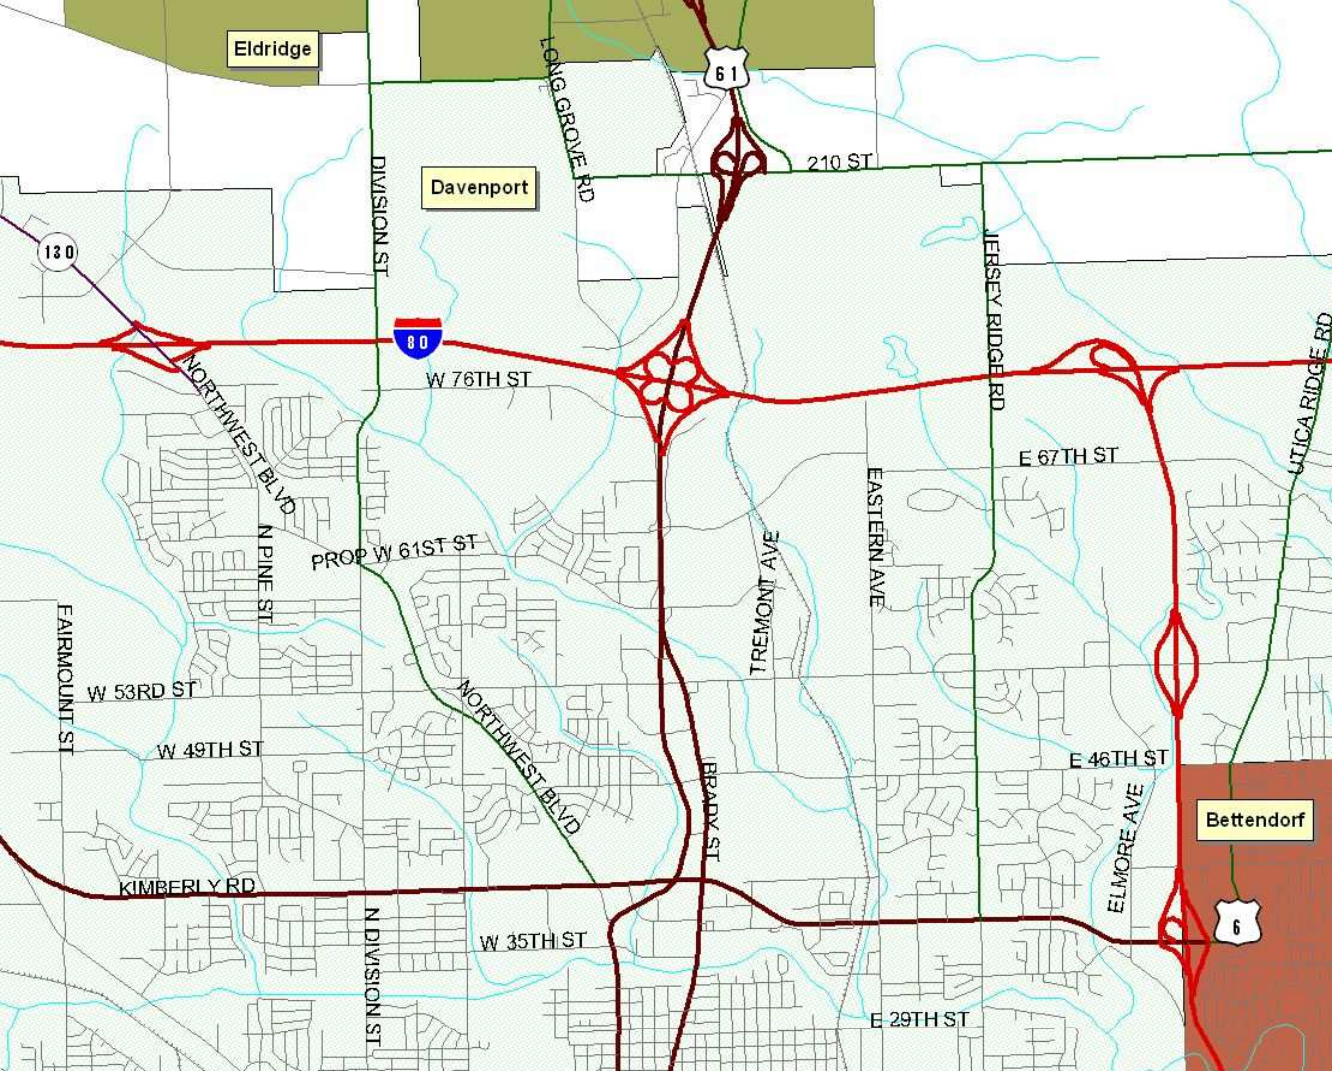 Eldridge
61
LONG GROVE RD
210 ST
DIVISION ST
Davenport
130
JERSEY RIDGE RD
80
W 76TH ST
NORTHWEST BLVD
UTICA RIDGE RD
E 67TH ST
EASTERN AVE
N PINE ST
PROP W 61ST ST
TREMONT AVE
FAIRMOUNT ST
W 53RD ST
NORTHWEST BLVD
W 49TH ST
E 46TH ST
BRADY ST
ELMORE AVE
Bettendorf
KIMBERLY RD
6
N DIVISION ST
W 35TH ST
E 29TH ST